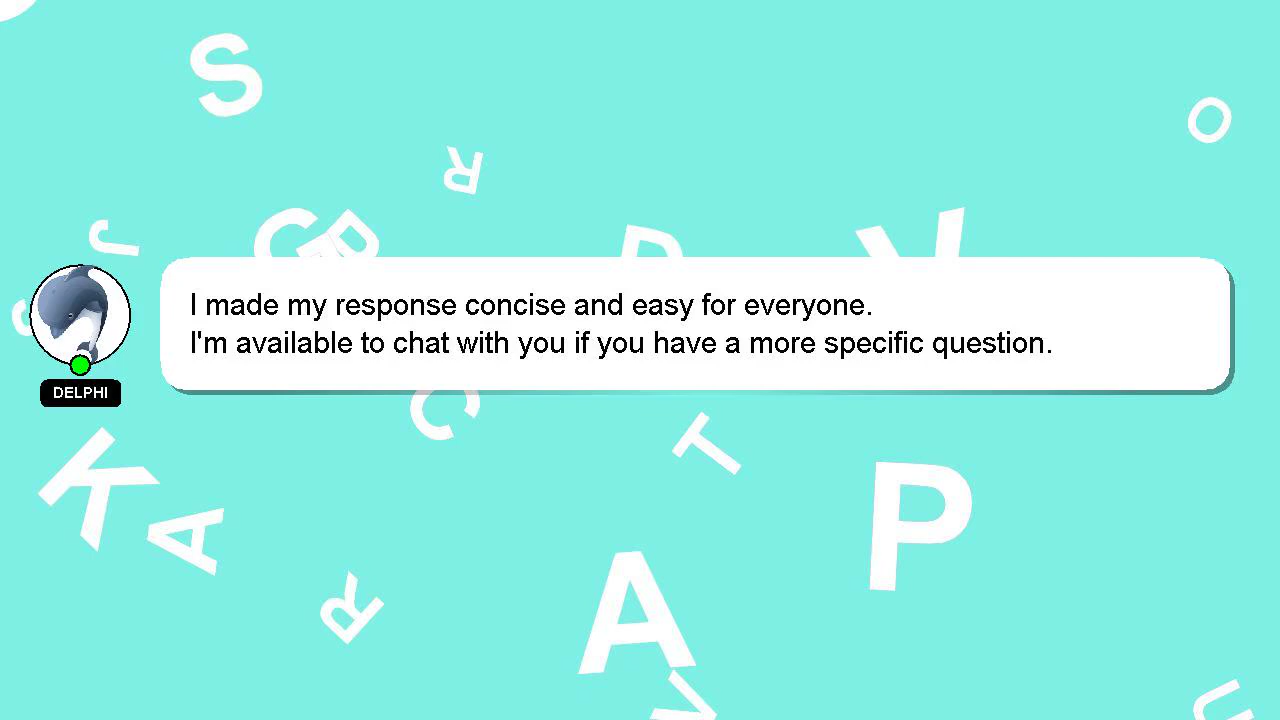 S
O
R
J
G
D
V
I made my response concise and easy for everyone.
I'm available to chat with you if you have a more specific question.
DELPHI
C
T
K
A
P
R
A
V
U